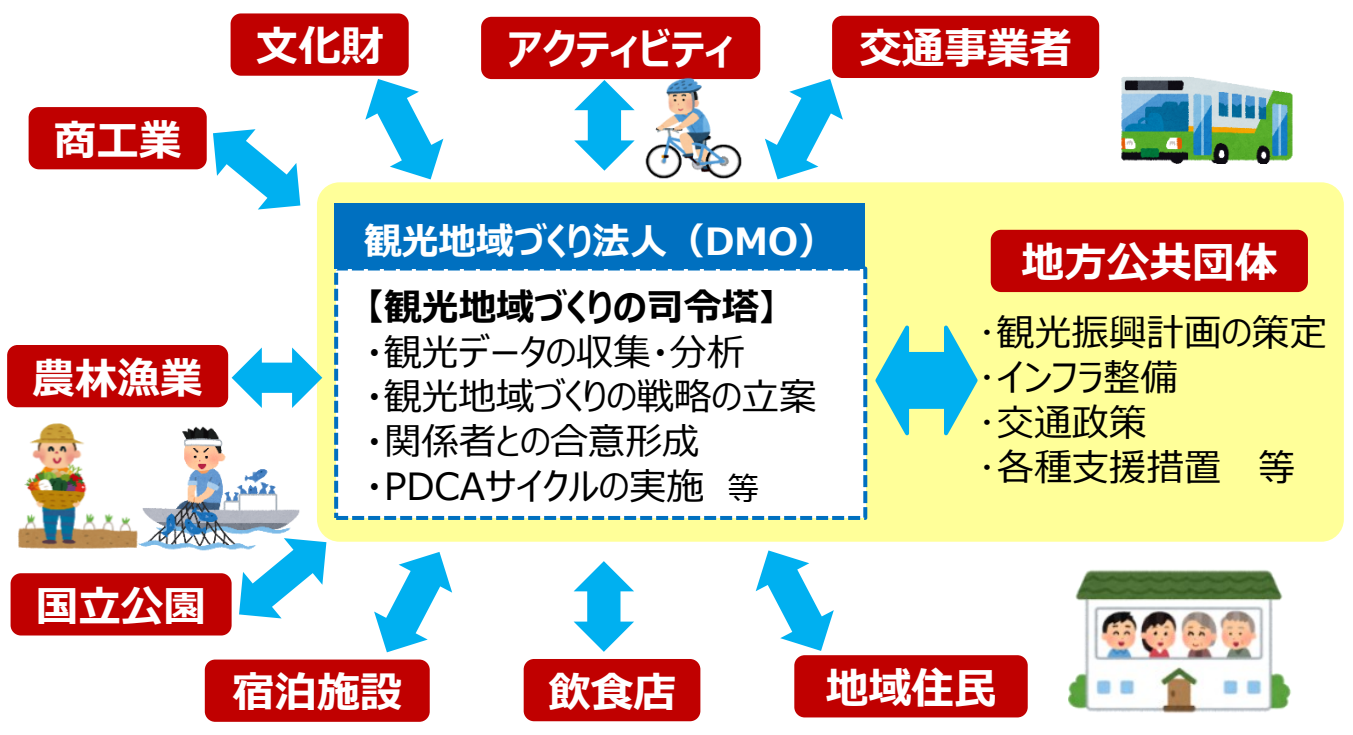 文化財
アクティビティ
交通事業者
商工業
観光地域づくり法人（DMO）
【観光地域づくりの司令塔】
・観光データの収集・分析
・観光地域づくりの戦略の立案
・関係者との合意形成
・PDCAサイクルの実施　等
地方公共団体
・観光振興計画の策定
・インフラ整備
・交通政策
・各種支援措置　等
農林漁業
国立公園
宿泊施設
飲食店
地域住民